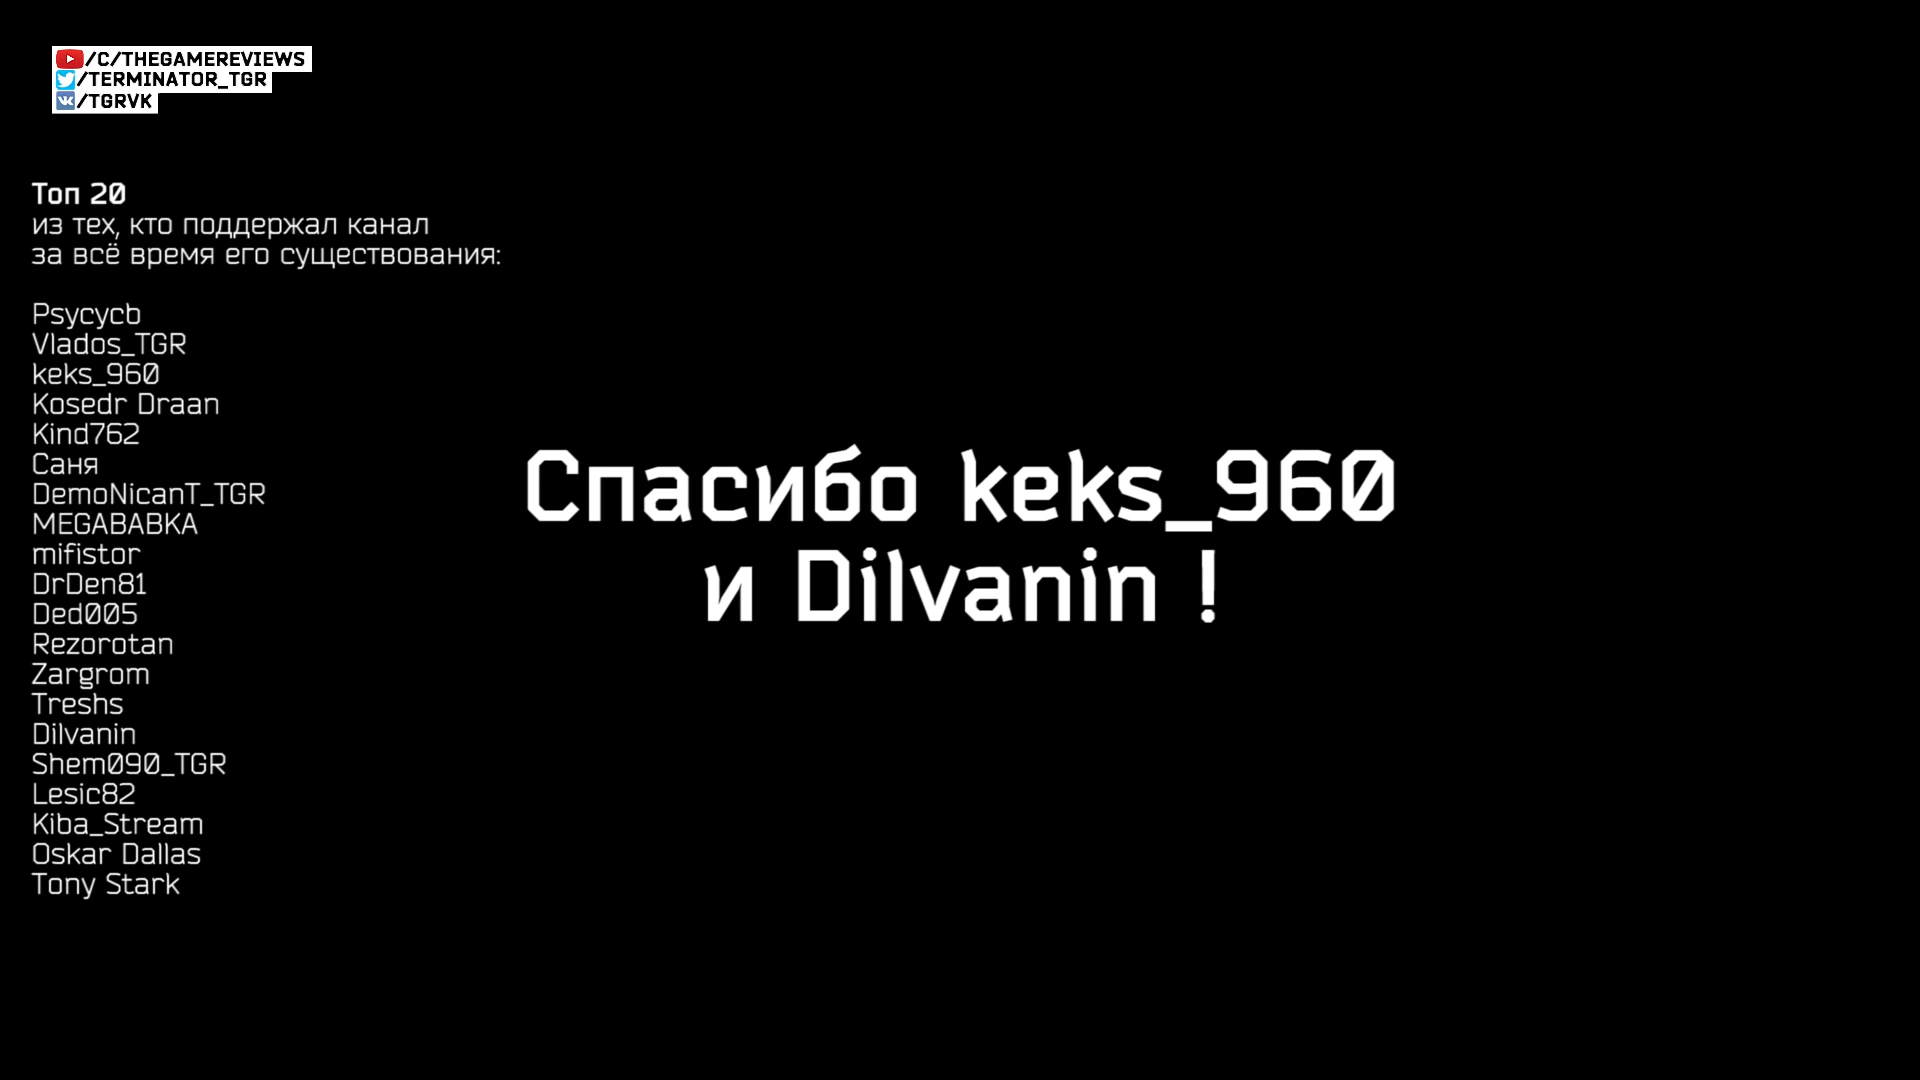 /C/THEGAMEREVIEWS
/TERMINATOR_TGR
/TGRVK
Топ 20
из тех, кто поддержал канал
за всё время его существования:
Psycycb
Vlados_TGR
keks_960
Kosedr Draan
Kind762
Саня
DemoNicanT_TGR
MEGABABKA
mifistor
DrDen81
Ded005
Rezorotan
Zargrom
Treshs
Dilvanin
Shem090_TGR
Lesic82
Kiba_Stream
Oskar Dallas
Tony Stark
Спасибо keks_960
и Dilvanin !